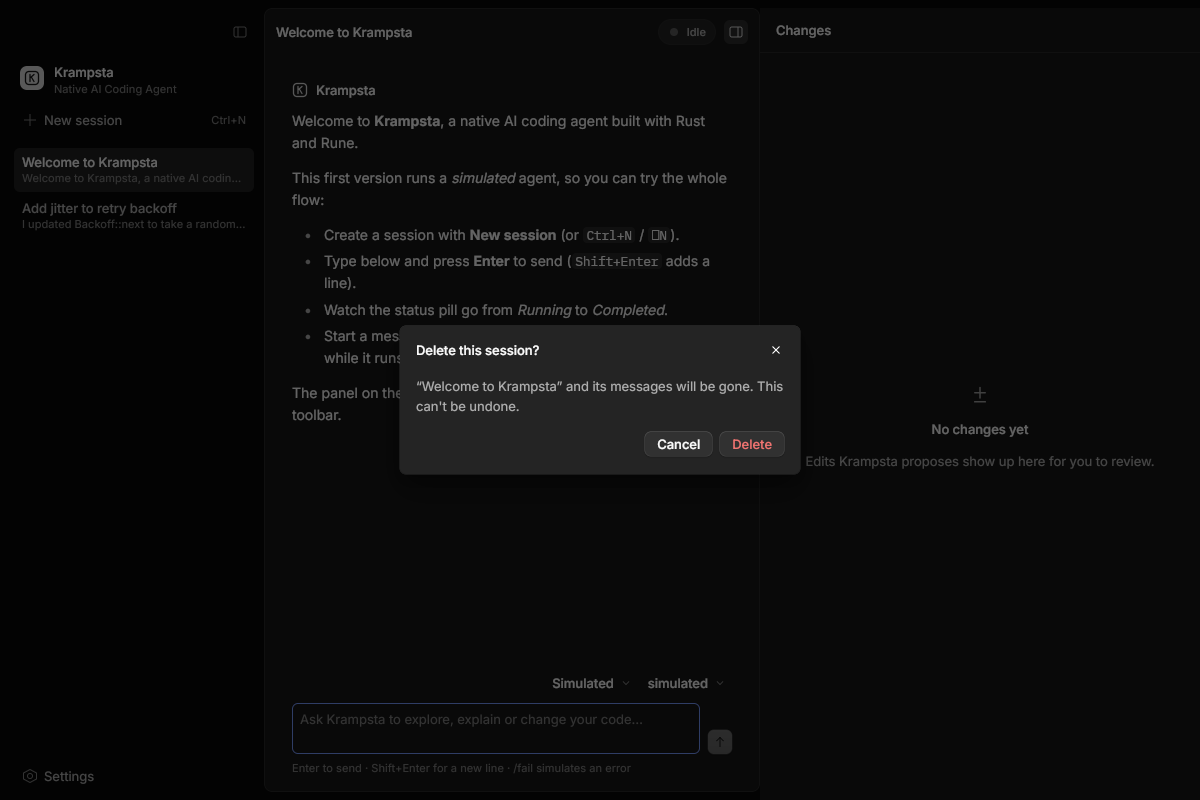 Krampsta
Native AI Coding Agent
New session
Ctrl+N
Welcome to Krampsta
Welcome to Krampsta, a native AI codin...
Add jitter to retry backoff
I updated Backoff::next to take a random...
Settings
Welcome to Krampsta
Idle
Krampsta
Welcome to Krampsta, a native AI coding agent built with Rust
and Rune.
This first version runs a simulated agent, so you can try the whole
flow:
• Create a session with New session (or Ctrl+N / N).
• Type below and press Enter to send (Shift+Enter adds a
line).
• Watch the status pill go from Running to Completed.
• Start a mes
while it runs
The panel on the
toolbar.
Delete this session?
“Welcome to Krampsta” and its messages will be gone. This
can't be undone.
Cancel
Delete
Simulated
simulated
Ask Krampsta to explore, explain or change your code...
Enter to send · Shift+Enter for a new line · /fail simulates an error
Changes
No changes yet
Edits Krampsta proposes show up here for you to review.